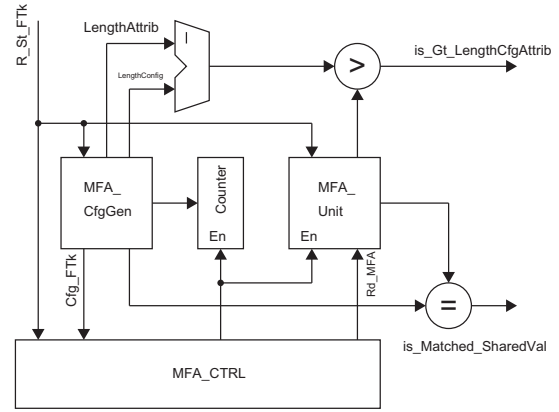 R_St_FTk
LengthAttrib
LengthConfig
I
>
is_Gt_LengthCfgAttrib
MFA_
CfgGen
Counter
En
MFA_
Unit
En
Cfg_FTk
Rd_MFA
=
is_Matched_SharedVal
MFA_CTRL